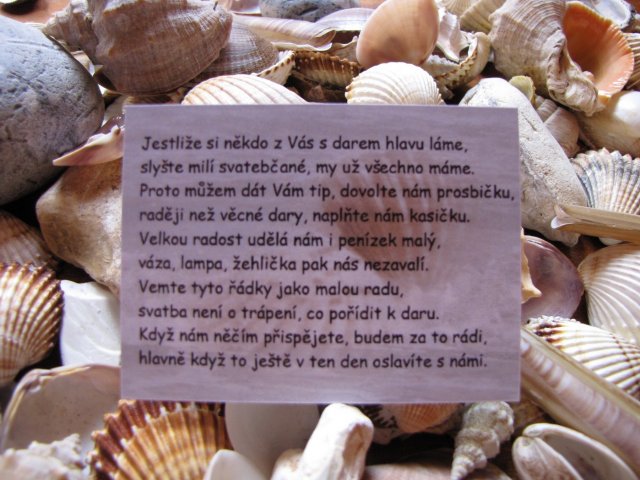 Jestliže si někdo z Vás s darem hlavu láme,
slyšte milí svatebčané, my už všechno máme.
Proto můžem dát Vám tip, dovolte nám prosbičku,
raději než věcné dary, naplňte nám kasičku.
Velkou radost udělá nám i penízek malý,
váza, lampa, žehlička pak nás nezavalí.
Vemte tyto řádky jako malou radu,
svatba není o trápení, co pořídit k daru.
Když nám něčím přispějete, budem za to rádi,
hlavně když to ještě v ten den oslavíte s námi.